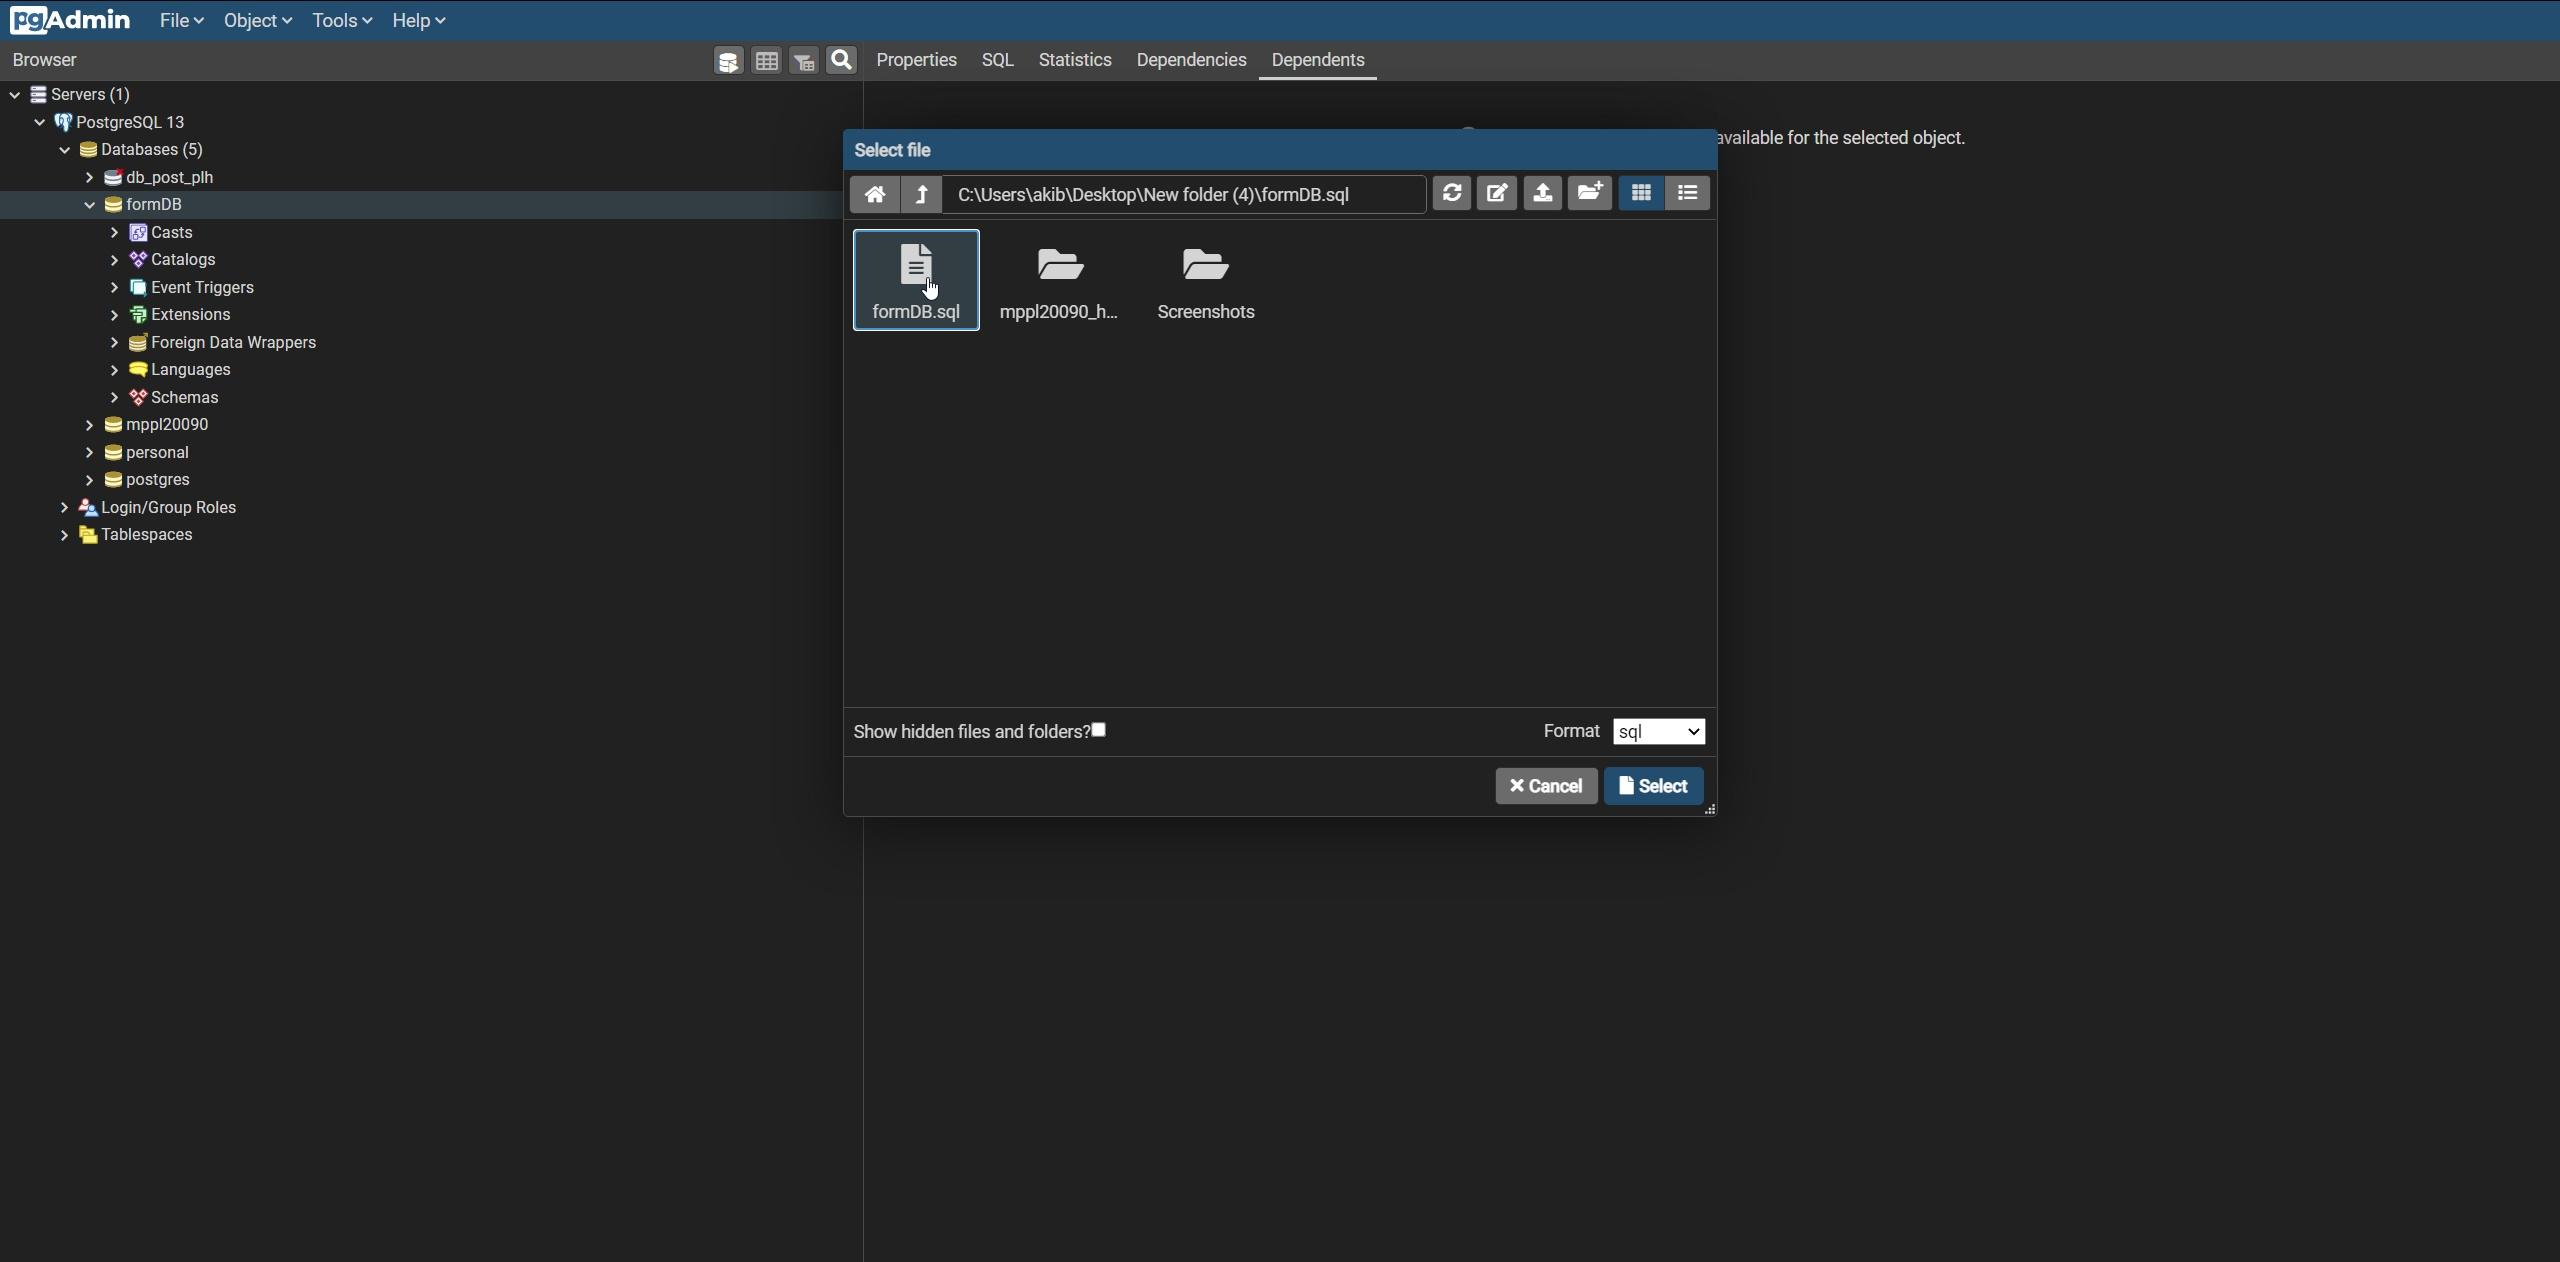 pgAdmin File Object Tools Help
Browser
Properties SQL Statistics Dependencies Dependents
Servers (1)
PostgreSQL 13
Databases (5)
db_post_plh
formDB
Casts
Catalogs
Event Triggers
Extensions
Foreign Data Wrappers
Languages
Schemas
mppl20090
personal
postgres
Login/Group Roles
Tablespaces
available for the selected object.
Select file
C:\Users\akib\Desktop\New folder (4)\formDB.sql
formDB.sql mppl20090_h... Screenshots
Show hidden files and folders? Format sql
Cancel Select